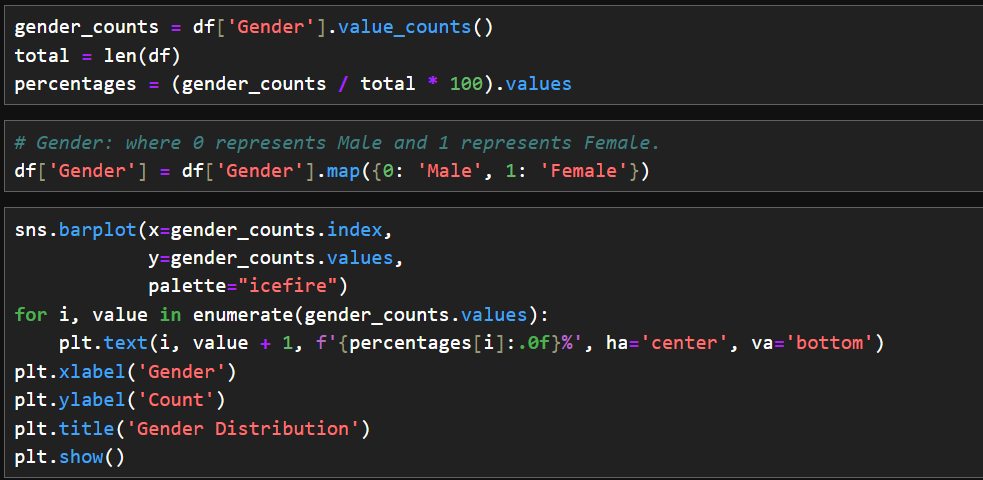 gender_counts = df['Gender'].value_counts()
total = len(df)
percentages = (gender_counts / total * 100).values
# Gender: where 0 represents Male and 1 represents Female.
df['Gender'] = df['Gender'].map({0: 'Male', 1: 'Female'})
sns.barplot(x=gender_counts.index,
            y=gender_counts.values,
            palette="icefire")
for i, value in enumerate(gender_counts.values):
    plt.text(i, value + 1, f'{percentages[i]:.0f}%', ha='center', va='bottom')
plt.xlabel('Gender')
plt.ylabel('Count')
plt.title('Gender Distribution')
plt.show()